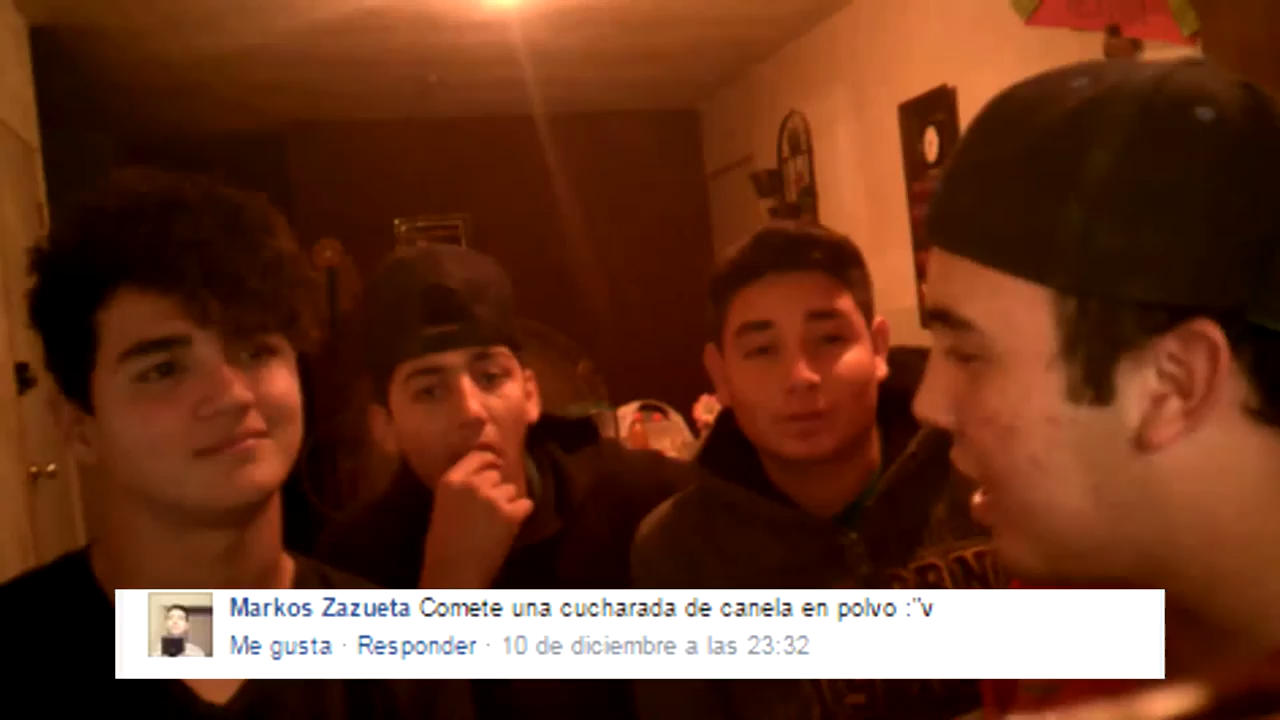 Markos Zazueta Comete una cucharada de canela en polvo :"v
Me gusta · Responder · 10 de diciembre a las 23:32